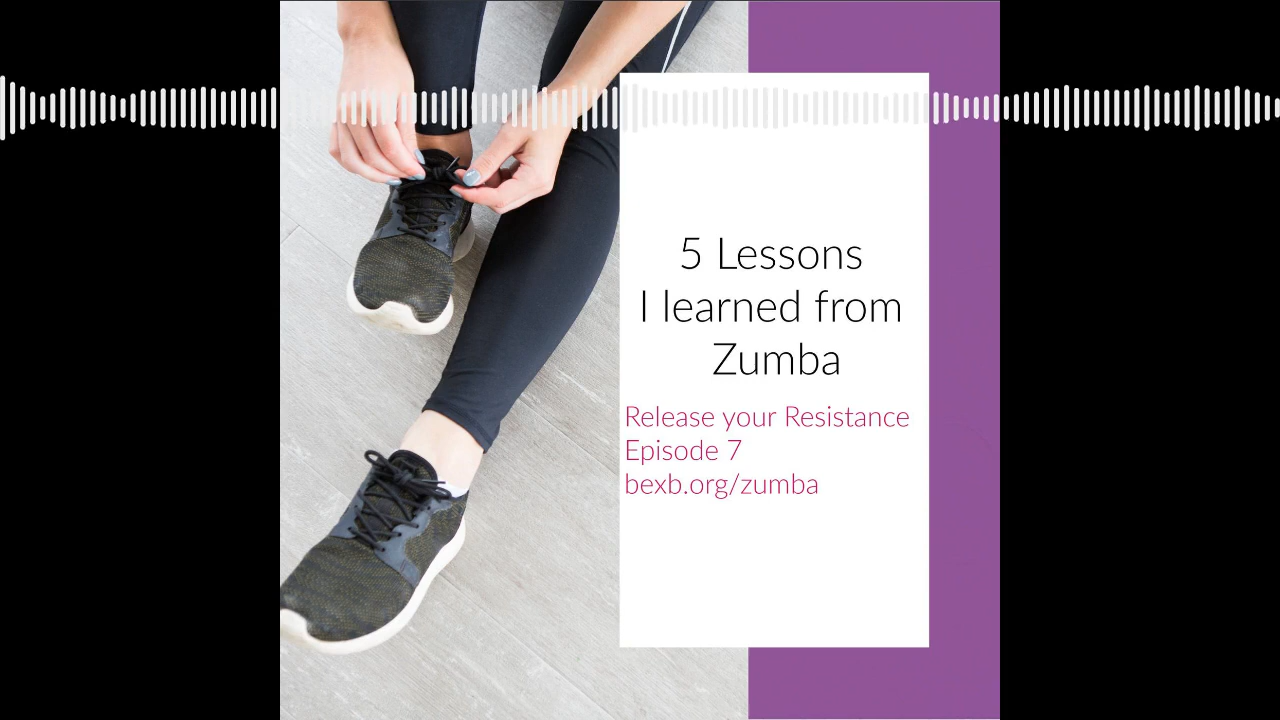 5 Lessons
I learned from
Zumba
Release your Resistance
Episode 7
bexb.org/zumba